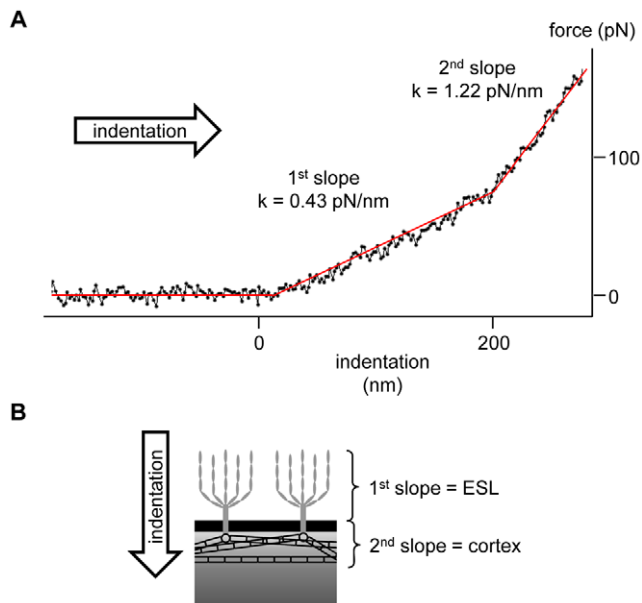 A
force (pN)
2nd slope
k = 1.22 pN/nm
indentation
1st slope
k = 0.43 pN/nm
100
0
0
200
indentation
(nm)
B
indentation
1st slope = ESL
2nd slope = cortex